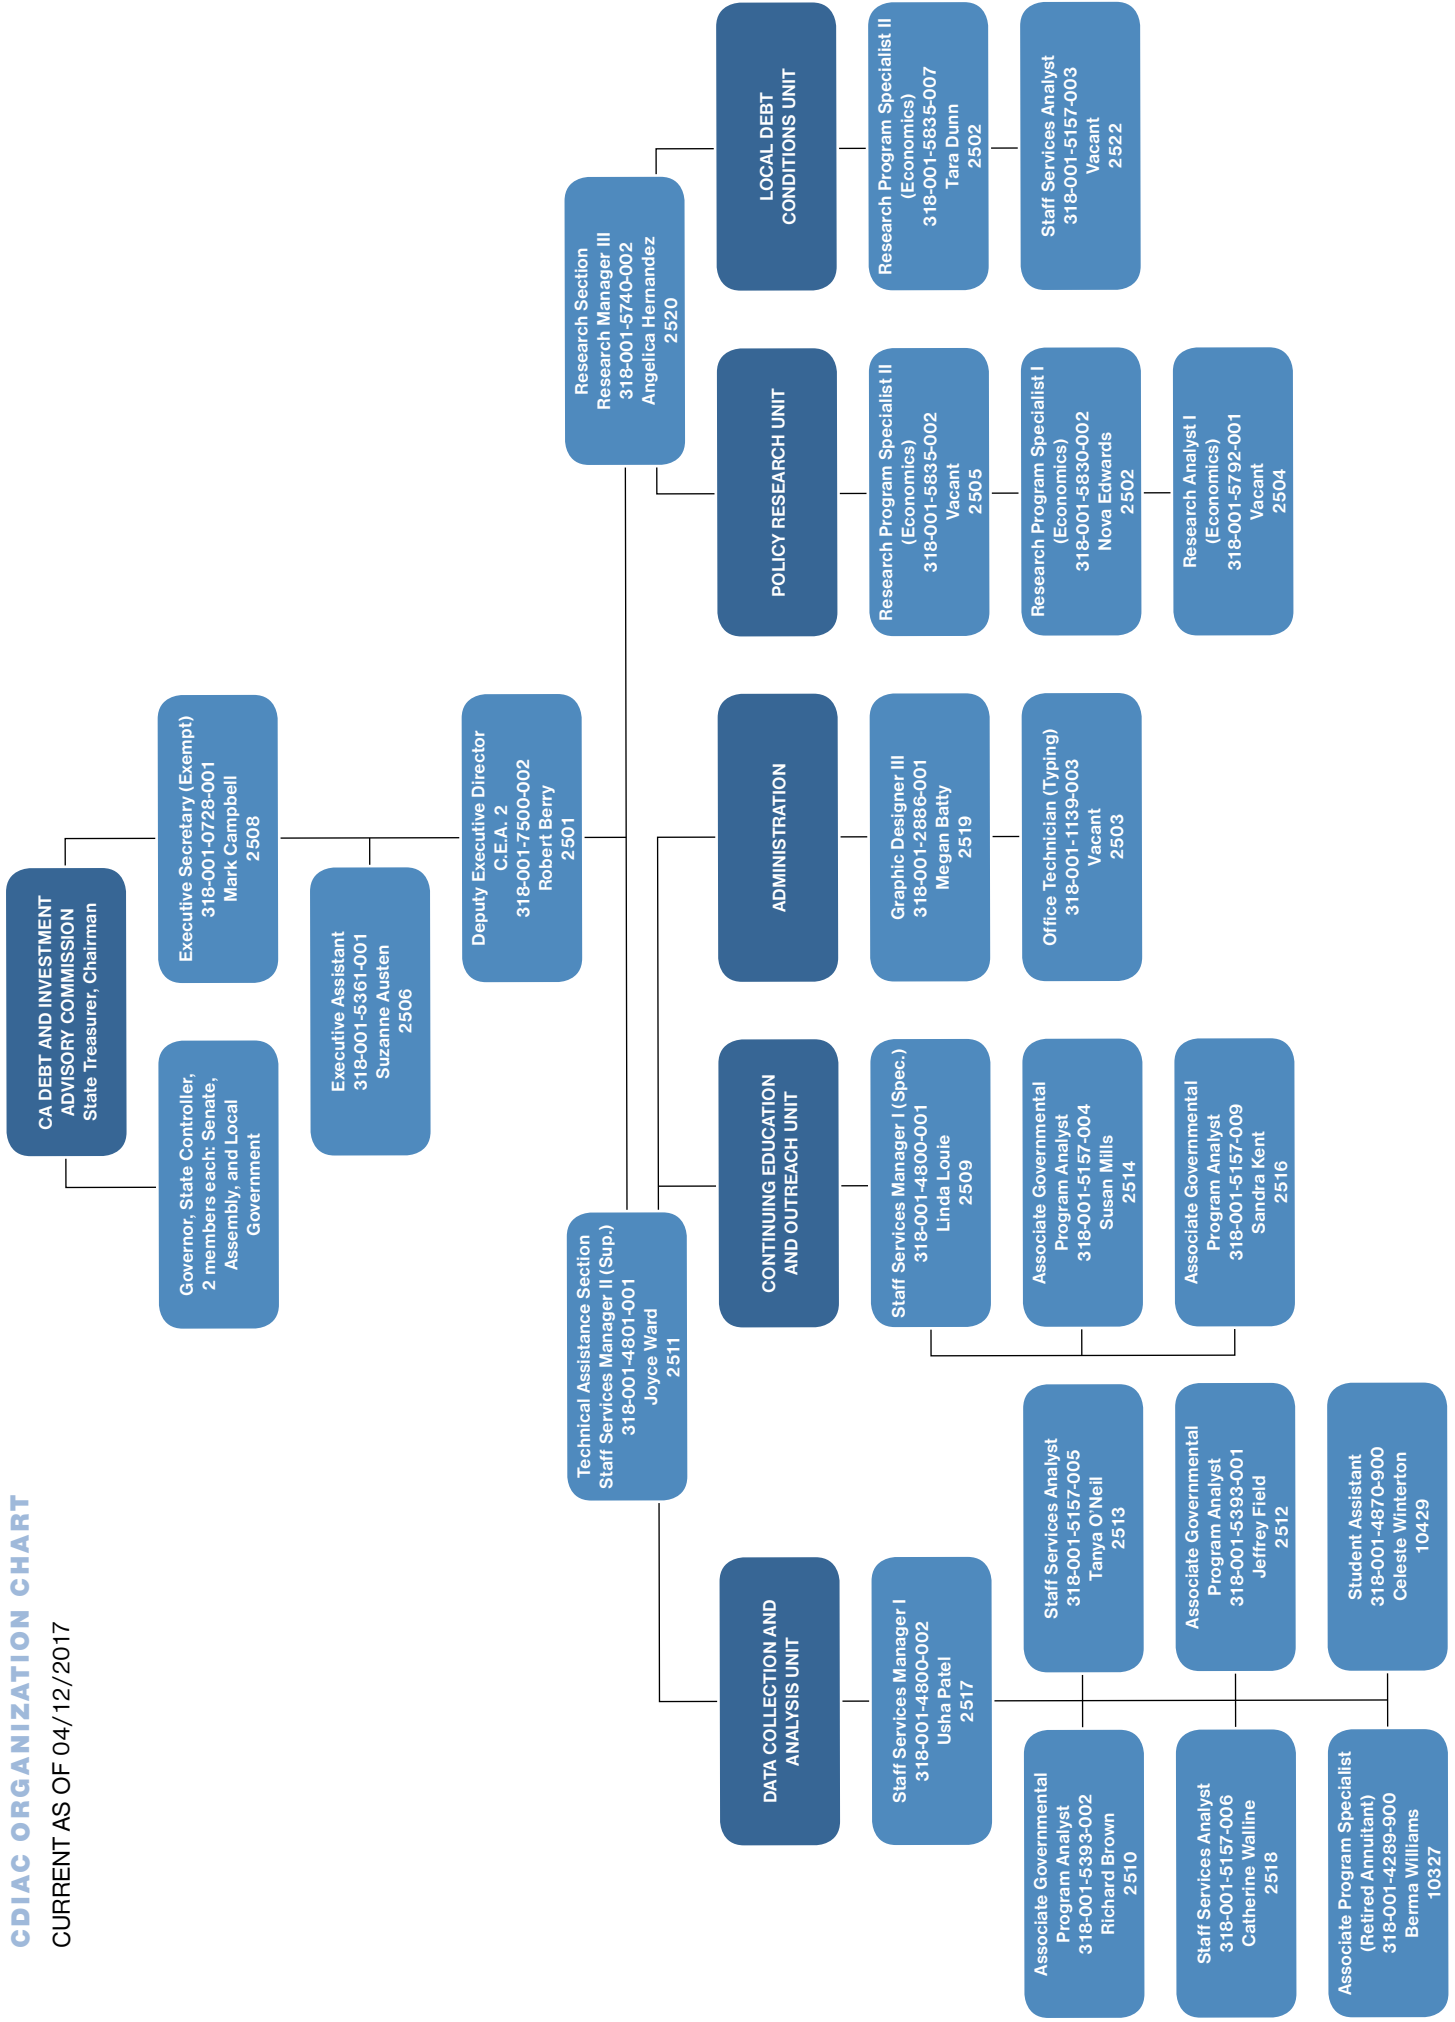 CDIAC ORGANIZATION CHART
CURRENT AS OF 04/12/2017
CA DEBT AND INVESTMENT
ADVISORY COMMISSION
State Treasurer, Chairman
Governor, State Controller,
2 members each: Senate,
Assembly, and Local
Government
Executive Secretary (Exempt)
318-001-0728-001
Mark Campbell
2508
Executive Assistant
318-001-5361-001
Suzanne Austen
2506
Deputy Executive Director
C.E.A. 2
318-001-7500-002
Robert Berry
2501
Technical Assistance Section
Staff Services Manager II (Sup.)
318-001-4801-001
Joyce Ward
2511
Research Section
Research Manager III
318-001-5740-002
Angelica Hernandez
2520
DATA COLLECTION AND
ANALYSIS UNIT
Staff Services Manager I
318-001-4800-002
Usha Patel
2517
Associate Governmental
Program Analyst
318-001-5393-002
Richard Brown
2510
Staff Services Analyst
318-001-5157-005
Tanya O'Neil
2513
Staff Services Analyst
318-001-5157-006
Catherine Walline
2518
Associate Governmental
Program Analyst
318-001-5393-001
Jeffrey Field
2512
Associate Program Specialist
(Retired Annuitant)
318-001-4289-900
Berma Williams
10327
Student Assistant
318-001-4870-900
Celeste Winterton
10429
CONTINUING EDUCATION
AND OUTREACH UNIT
Staff Services Manager I (Spec.)
318-001-4800-001
Linda Louie
2509
Associate Governmental
Program Analyst
318-001-5157-004
Susan Mills
2514
Associate Governmental
Program Analyst
318-001-5157-009
Sandra Kent
2516
ADMINISTRATION
Graphic Designer III
318-001-2886-001
Megan Batty
2519
Office Technician (Typing)
318-001-1139-003
Vacant
2503
POLICY RESEARCH UNIT
Research Program Specialist II
(Economics)
318-001-5835-002
Vacant
2505
Research Program Specialist I
(Economics)
318-001-5830-002
Nova Edwards
2502
Research Analyst I
(Economics)
318-001-5792-001
Vacant
2504
LOCAL DEBT
CONDITIONS UNIT
Research Program Specialist II
(Economics)
318-001-5835-007
Tara Dunn
2502
Staff Services Analyst
318-001-5157-003
Vacant
2522